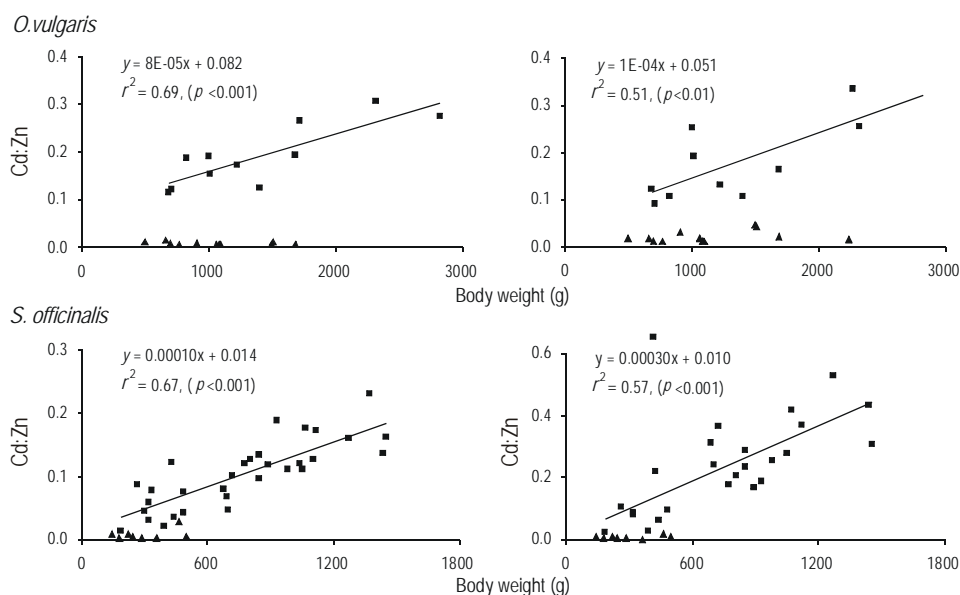 O.vulgaris
y = 8E-05x + 0.082
r² = 0.69, (p <0.001)
y = 1E-04x + 0.051
r² = 0.51, (p<0.01)
Cd:Zn
0.4
0.3
0.2
0.1
0.0
0 1000 2000 3000
0.4
0.3
0.2
0.1
0.0
0 1000 2000 3000
Body weight (g)
S. officinalis
y = 0.00010x + 0.014
r² = 0.67, (p<0.001)
y = 0.00030x + 0.010
r² = 0.57, (p<0.001)
Cd:Zn
0.3
0.2
0.1
0.0
0 600 1200 1800
Cd:Zn
0.6
0.4
0.2
0.0
0 600 1200 1800
Body weight (g)